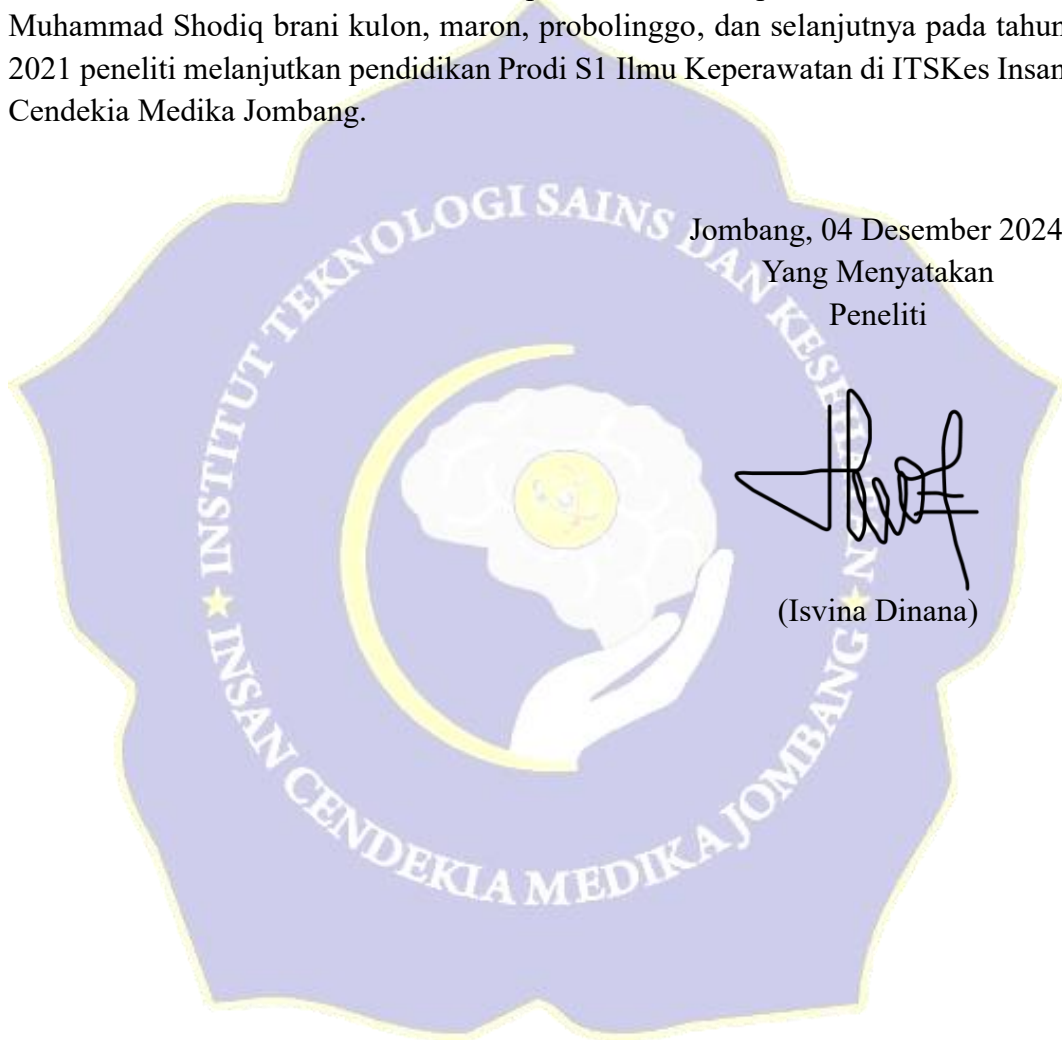 Muhammad Shodiq brani kulon, maron, probolinggo, dan selanjutnya pada tahun
2021 peneliti melanjutkan pendidikan Prodi S1 Ilmu Keperawatan di ITSKes Insan
Cendekia Medika Jombang.
Jombang, 04 Desember 2024
Yang Menyatakan
Peneliti
(Isvina Dinana)
INSTITUT TEKNOLOGI SAINS DAN KESEHATAN
INSAN CENDEKIA MEDIKA JOMBANG